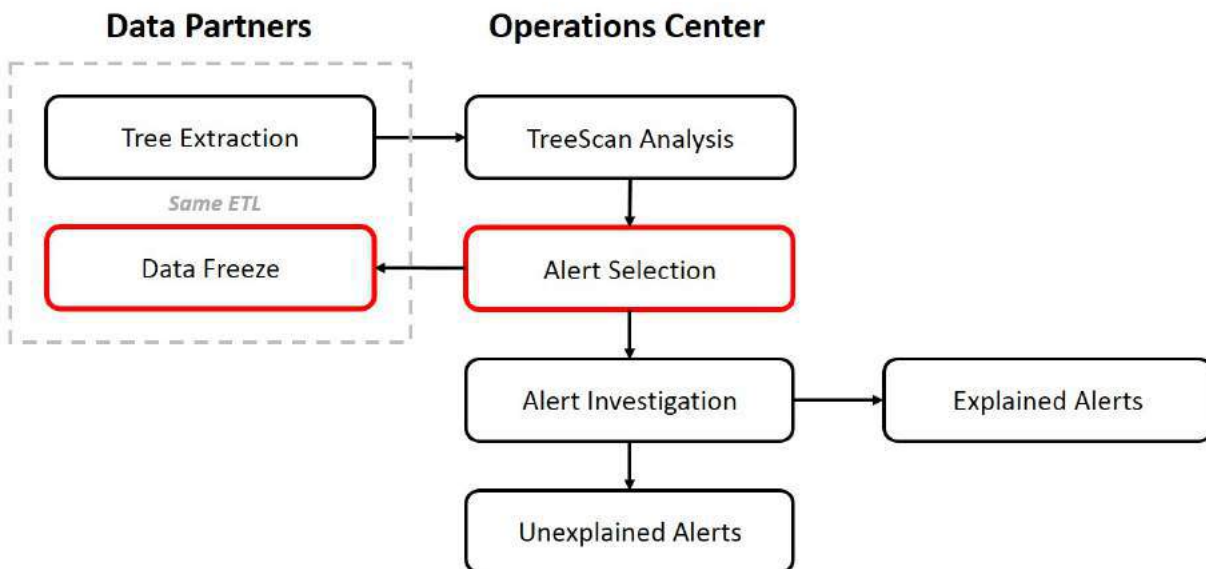 Data Partners
Operations Center
Tree Extraction
TreeScan Analysis
Same ETL
Data Freeze
Alert Selection
Alert Investigation
Explained Alerts
Unexplained Alerts